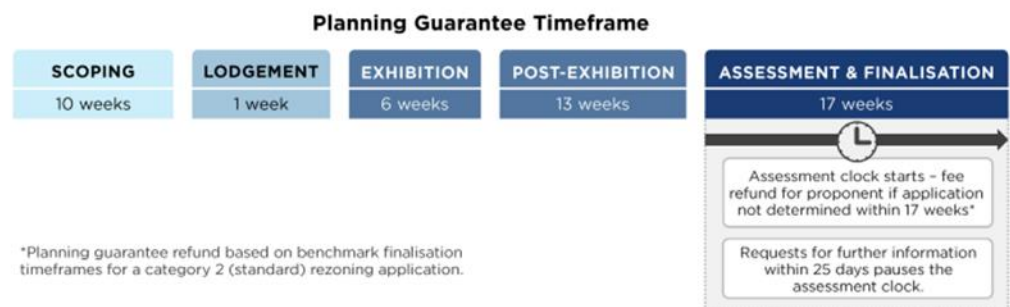 Planning Guarantee Timeframe
SCOPING
10 weeks
LODGEMENT
1 week
EXHIBITION
6 weeks
POST-EXHIBITION
13 weeks
ASSESSMENT & FINALISATION
17 weeks
Assessment clock starts – fee
refund for proponent if application
not determined within 17 weeks*
Requests for further information
within 25 days pauses the
assessment clock.
*Planning guarantee refund based on benchmark finalisation
timeframes for a category 2 (standard) rezoning application.